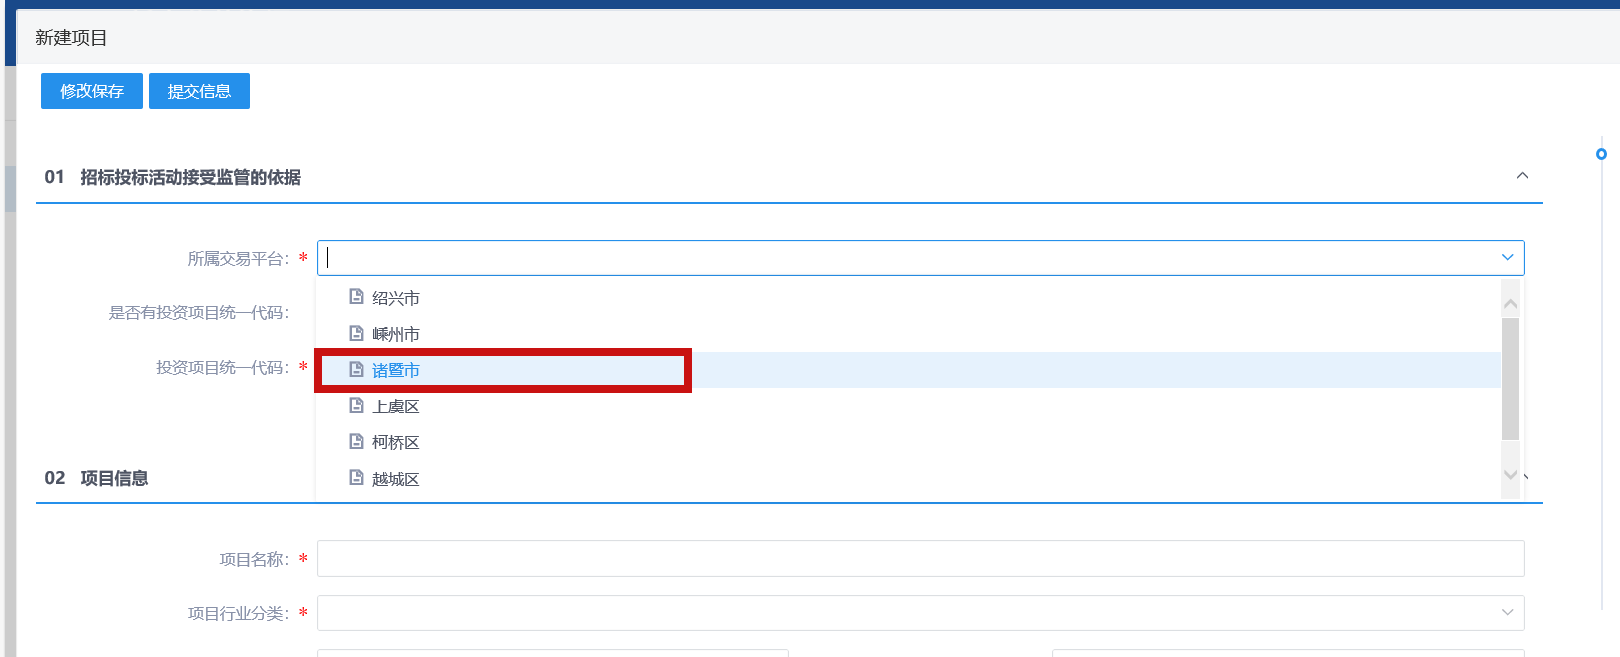 新建项目
修改保存 提交信息
01 招标投标活动接受监管的依据
所属交易平台: *
绍兴市
是否有投资项目统一代码:
嵊州市
投资项目统一代码: *
诸暨市
上虞区
柯桥区
02 项目信息
越城区
项目名称: *
项目行业分类: *